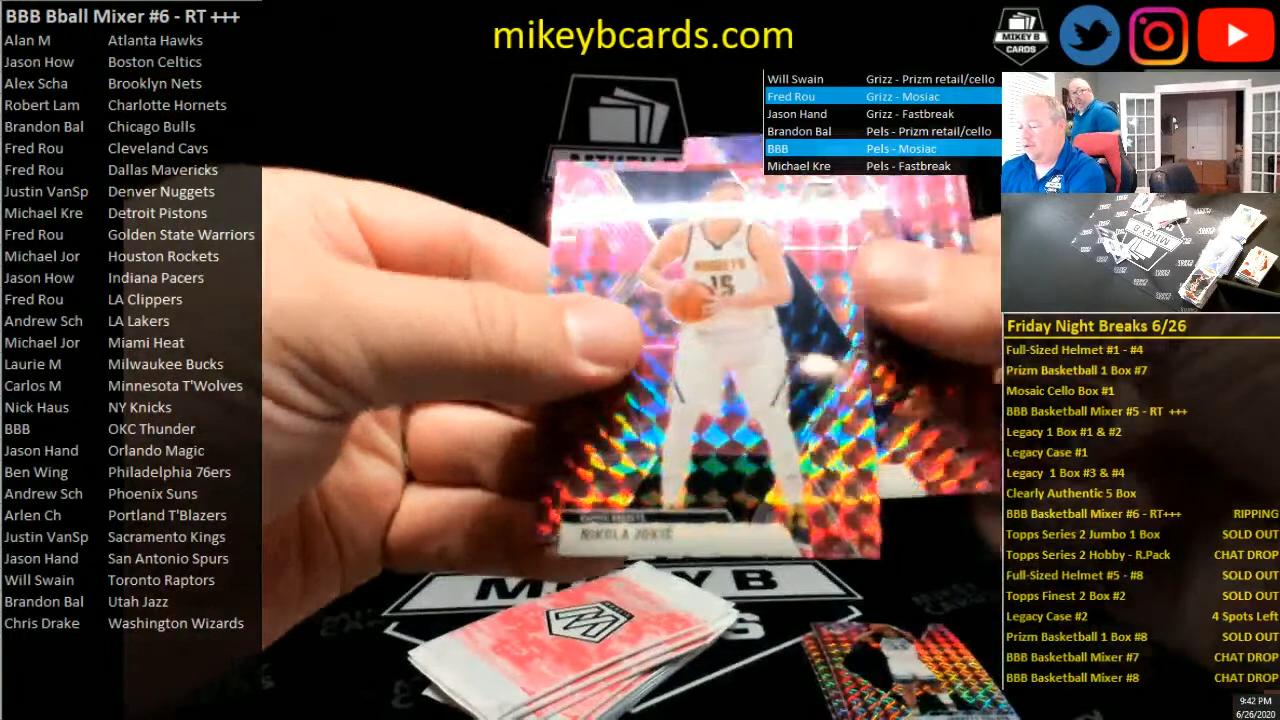 BBB Bball Mixer #6 - RT +++
Alan M Atlanta Hawks
Jason How Boston Celtics
Alex Scha Brooklyn Nets
Robert Lam Charlotte Hornets
Brandon Bal Chicago Bulls
Fred Rou Cleveland Cavs
Fred Rou Dallas Mavericks
Justin VanSp Denver Nuggets
Michael Kre Detroit Pistons
Fred Rou Golden State Warriors
Michael Jor Houston Rockets
Jason How Indiana Pacers
Fred Rou LA Clippers
Andrew Sch LA Lakers
Michael Jor Miami Heat
Laurie M Milwaukee Bucks
Carlos M Minnesota T'Wolves
Nick Haus NY Knicks
BBB OKC Thunder
Jason Hand Orlando Magic
Ben Wing Philadelphia 76ers
Andrew Sch Phoenix Suns
Arlen Ch Portland T'Blazers
Justin VanSp Sacramento Kings
Jason Hand San Antonio Spurs
Will Swain Toronto Raptors
Brandon Bal Utah Jazz
Chris Drake Washington Wizards
mikeybcards.com
MIKEY B
CARDS
Will Swain Grizz - Prizm retail/cello
Fred Rou Grizz - Mosiac
Jason Hand Grizz - Fastbreak
Brandon Bal Pels - Prizm retail/cello
BBB Pels - Mosiac
Michael Kre Pels - Fastbreak
NUGGETS
15
NIKOLA JOKIĆ
MIKEY B
Friday Night Breaks 6/26
Full-Sized Helmet #1 - #4
Prizm Basketball 1 Box #7
Mosaic Cello Box #1
BBB Basketball Mixer #5 - RT +++
Legacy 1 Box #1 & #2
Legacy Case #1
Legacy 1 Box #3 & #4
Clearly Authentic 5 Box
BBB Basketball Mixer #6 - RT+++ RIPPING
Topps Series 2 Jumbo 1 Box SOLD OUT
Topps Series 2 Hobby - R.Pack CHAT DROP
Full-Sized Helmet #5 - #8 SOLD OUT
Topps Finest 2 Box #2 SOLD OUT
Legacy Case #2 4 Spots Left
Prizm Basketball 1 Box #8 SOLD OUT
BBB Basketball Mixer #7 CHAT DROP
BBB Basketball Mixer #8 CHAT DROP
9:42 PM
6/26/2020